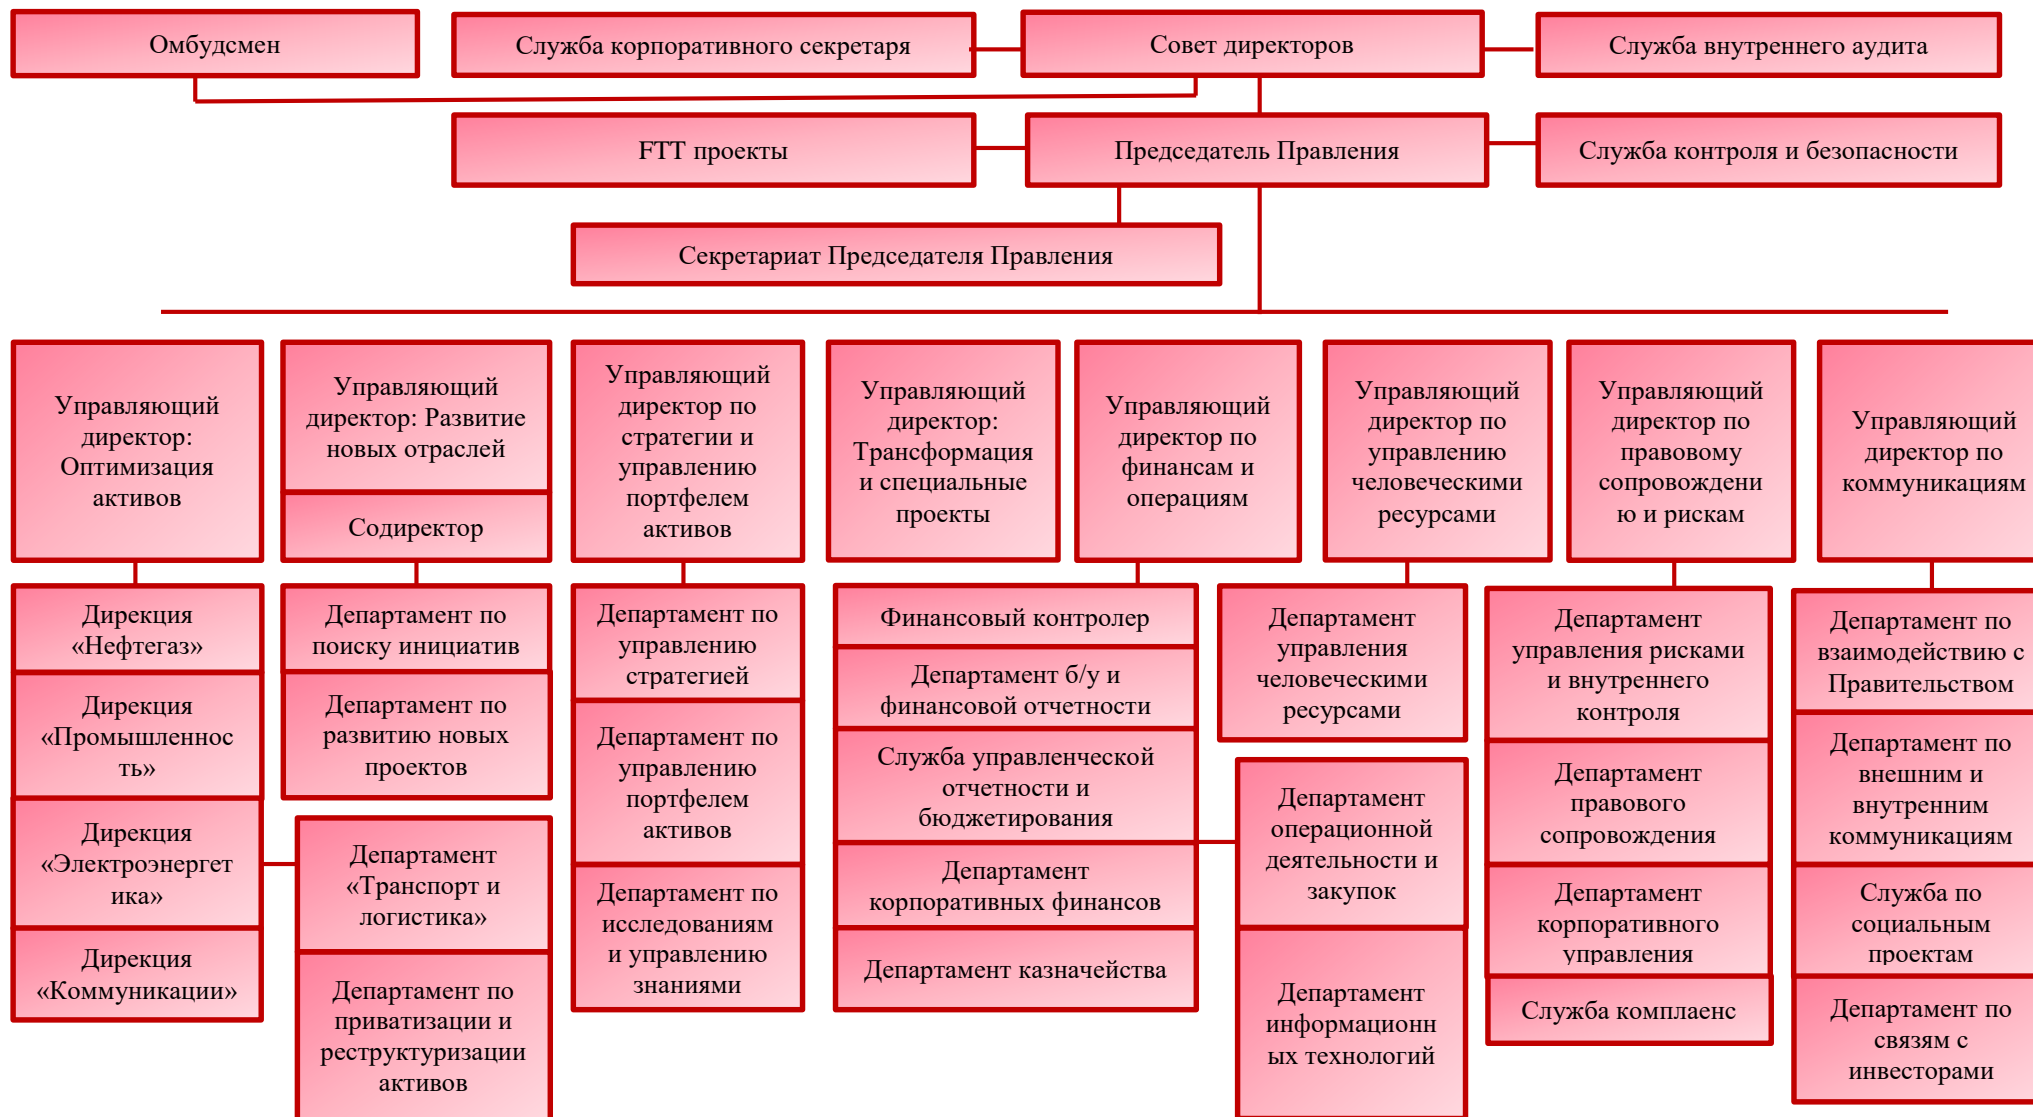 Омбудсмен
Служба корпоративного секретаря
Совет директоров
Служба внутреннего аудита
FTT проекты
Председатель Правления
Служба контроля и безопасности
Секретариат Председателя Правления
Управляющий
директор:
Оптимизация
активов
Управляющий
директор: Развитие
новых отраслей
Содиректор
Управляющий
директор по
стратегии и
управлению
портфелем
активов
Управляющий
директор:
Трансформация
и специальные
проекты
Управляющий
директор по
финансам и
операциям
Управляющий
директор по
управлению
человеческими
ресурсами
Управляющий
директор по
правовому
сопровождени
ю и рискам
Управляющий
директор по
коммуникациям
Дирекция
«Нефтегаз»
Дирекция
«Промышленнос
ть»
Дирекция
«Электроэнергет
ика»
Дирекция
«Коммуникации»
Департамент по
поиску инициатив
Департамент по
развитию новых
проектов
Департамент
«Транспорт и
логистика»
Департамент по
приватизации и
реструктуризации
активов
Департамент по
управлению
стратегией
Департамент по
управлению
портфелем
активов
Департамент по
исследованиям
и управлению
знаниями
Финансовый контролер
Департамент б/у и
финансовой отчетности
Служба управленческой
отчетности и
бюджетирования
Департамент
корпоративных финансов
Департамент казначейства
Департамент
управления
человеческими
ресурсами
Департамент
операционной
деятельности и
закупок
Департамент
информационн
ых технологий
Департамент
управления рисками
и внутреннего
контроля
Департамент
правового
сопровождения
Департамент
корпоративного
управления
Служба комплаенс
Департамент по
взаимодействию с
Правительством
Департамент по
внешним и
внутренним
коммуникациям
Служба по
социальным
проектам
Департамент по
связям с
инвесторами